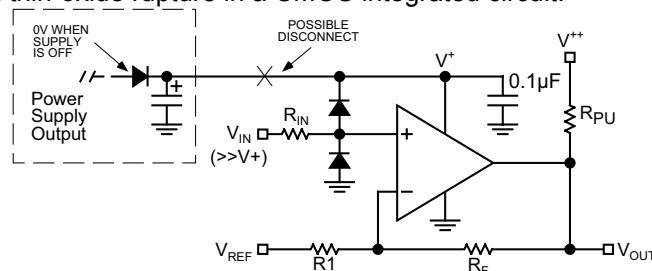 thin-oxide rupture in a CMOS integrated circuit.
0V WHEN
SUPPLY
IS OFF
POSSIBLE
DISCONNECT
V++
V+
0.1µF
+
Power
Supply
Output
RIN
VIN
(>>V+)
RPU
+
−
VREF
R1
RF
VOUT